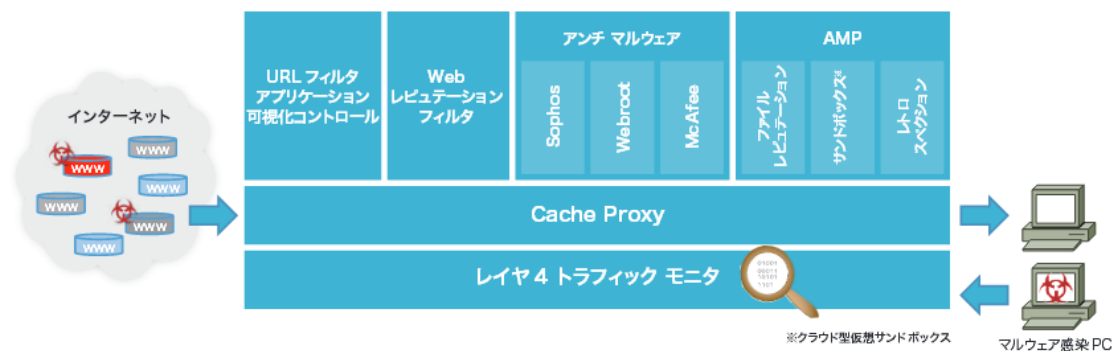 インターネット
www
www
www
www
www
www
URL フィルタ
アプリケーション
可視化コントロール
Web
レピュテーション
フィルタ
アンチ マルウェア
Sophos
Webroot
McAfee
AMP
ファイル
レピュテーション
サンドボックス※
レトロ
スペクション
Cache Proxy
レイヤ 4 トラフィック モニタ
01001
00011
10101
1101
※クラウド型仮想サンドボックス
マルウェア感染 PC